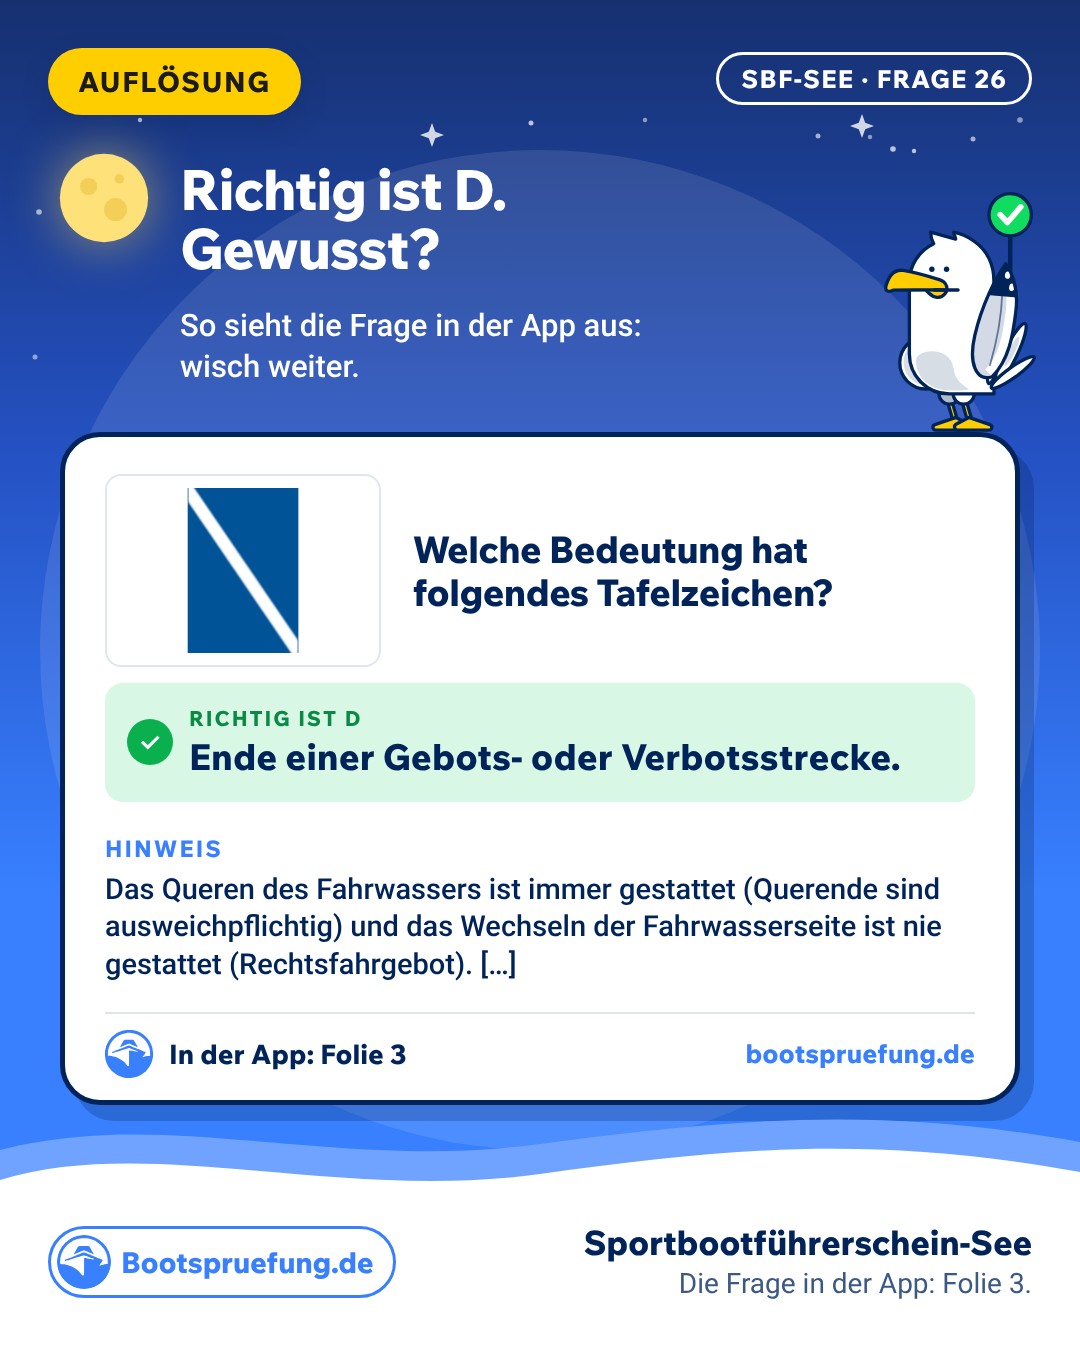 AUFLÖSUNG
SBF-SEE · FRAGE 26
Richtig ist D.
Gewusst?
So sieht die Frage in der App aus:
wisch weiter.
Welche Bedeutung hat
folgendes Tafelzeichen?
RICHTIG IST D
Ende einer Gebots- oder Verbotsstrecke.
HINWEIS
Das Queren des Fahrwassers ist immer gestattet (Querende sind
ausweichpflichtig) und das Wechseln der Fahrwasserseite ist nie
gestattet (Rechtsfahrgebot). [...]
In der App: Folie 3
bootspruefung.de
Bootspruefung.de
Sportbootführerschein-See
Die Frage in der App: Folie 3.